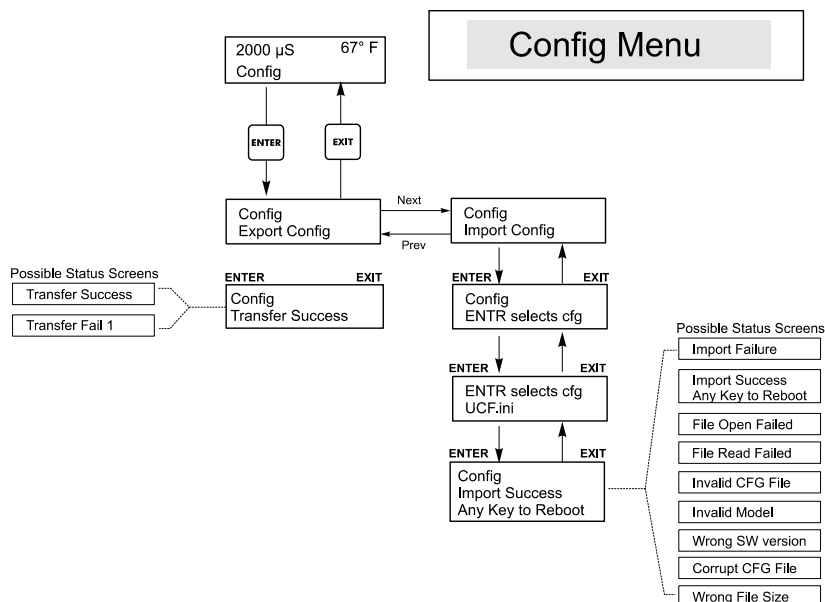 Config Menu
2000 µS 67° F
Config
ENTER EXIT
Config
Export Config
Next
Prev
Config
Import Config
Possible Status Screens
Transfer Success
Transfer Fail 1
ENTER EXIT
Config
Transfer Success
ENTER EXIT
Config
ENTR selects cfg
ENTER EXIT
ENTR selects cfg
UCF.ini
ENTER EXIT
Config
Import Success
Any Key to Reboot
Possible Status Screens
Import Failure
Import Success
Any Key to Reboot
File Open Failed
File Read Failed
Invalid CFG File
Invalid Model
Wrong SW version
Corrupt CFG File
Wrong File Size